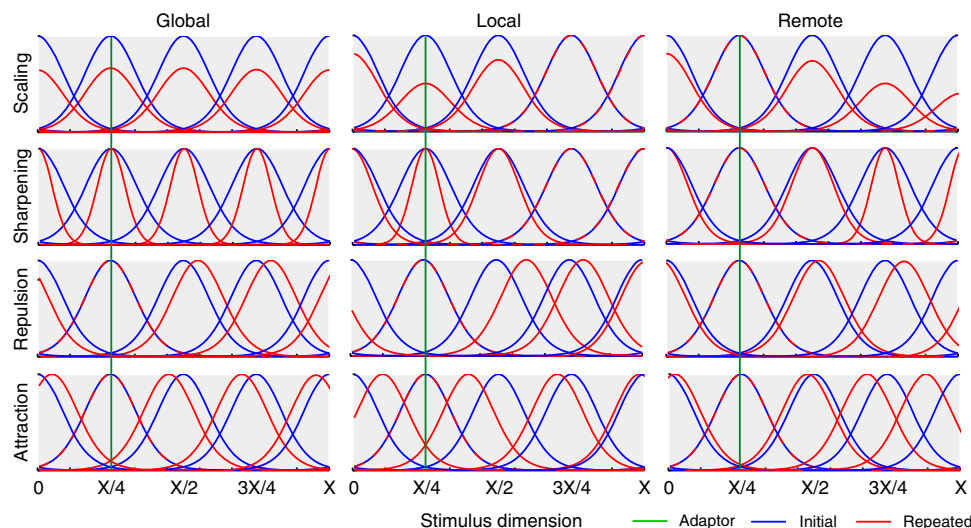 Global Local Remote
Scaling
Sharpening
Repulsion
Attraction
0 X/4 X/2 3X/4 X X/4 X/2 3X/4 X X/4 X/2 3X/4 X
Stimulus dimension
Adaptor Initial Repeated